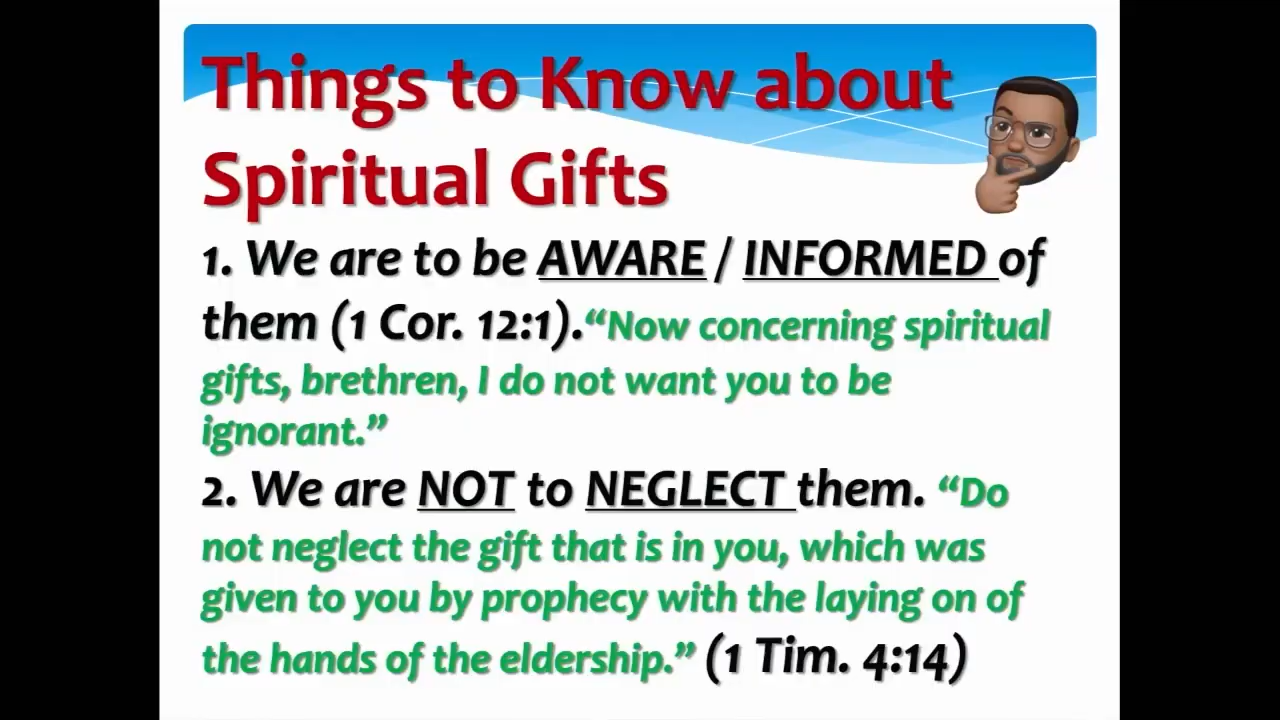 Things to Know about
Spiritual Gifts
1. We are to be AWARE / INFORMED of
them (1 Cor. 12:1).“Now concerning spiritual
gifts, brethren, I do not want you to be
ignorant.”
2. We are NOT to NEGLECT them. “Do
not neglect the gift that is in you, which was
given to you by prophecy with the laying on of
the hands of the eldership.” (1 Tim. 4:14)